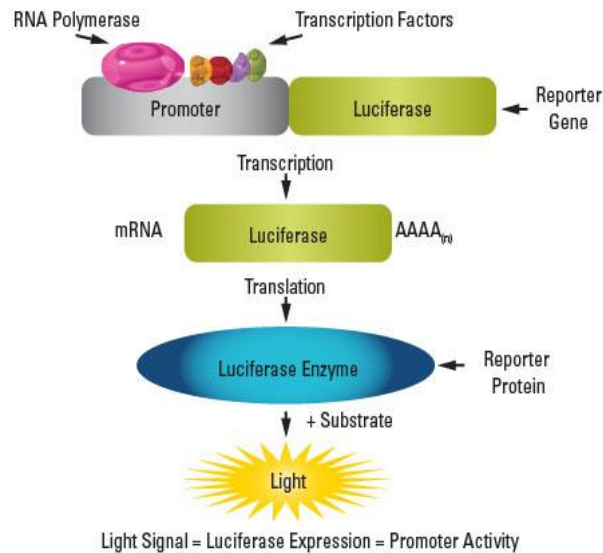 RNA Polymerase
Transcription Factors
Promoter
Luciferase
Reporter
Gene
Transcription
mRNA
Luciferase
AAAA(n)
Translation
Luciferase Enzyme
Reporter
Protein
+ Substrate
Light
Light Signal = Luciferase Expression = Promoter Activity